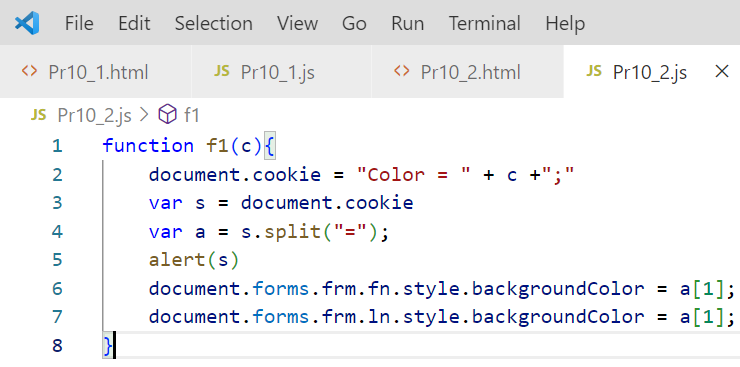 File Edit Selection View Go Run Terminal Help
<> Pr10_1.html JS Pr10_1.js <> Pr10_2.html JS Pr10_2.js ×
JS Pr10_2.js > f1
1 function f1(c){
2     document.cookie = "Color = " + c +";"
3     var s = document.cookie
4     var a = s.split("=");
5     alert(s)
6     document.forms.frm.fn.style.backgroundColor = a[1];
7     document.forms.frm.ln.style.backgroundColor = a[1];
8 }